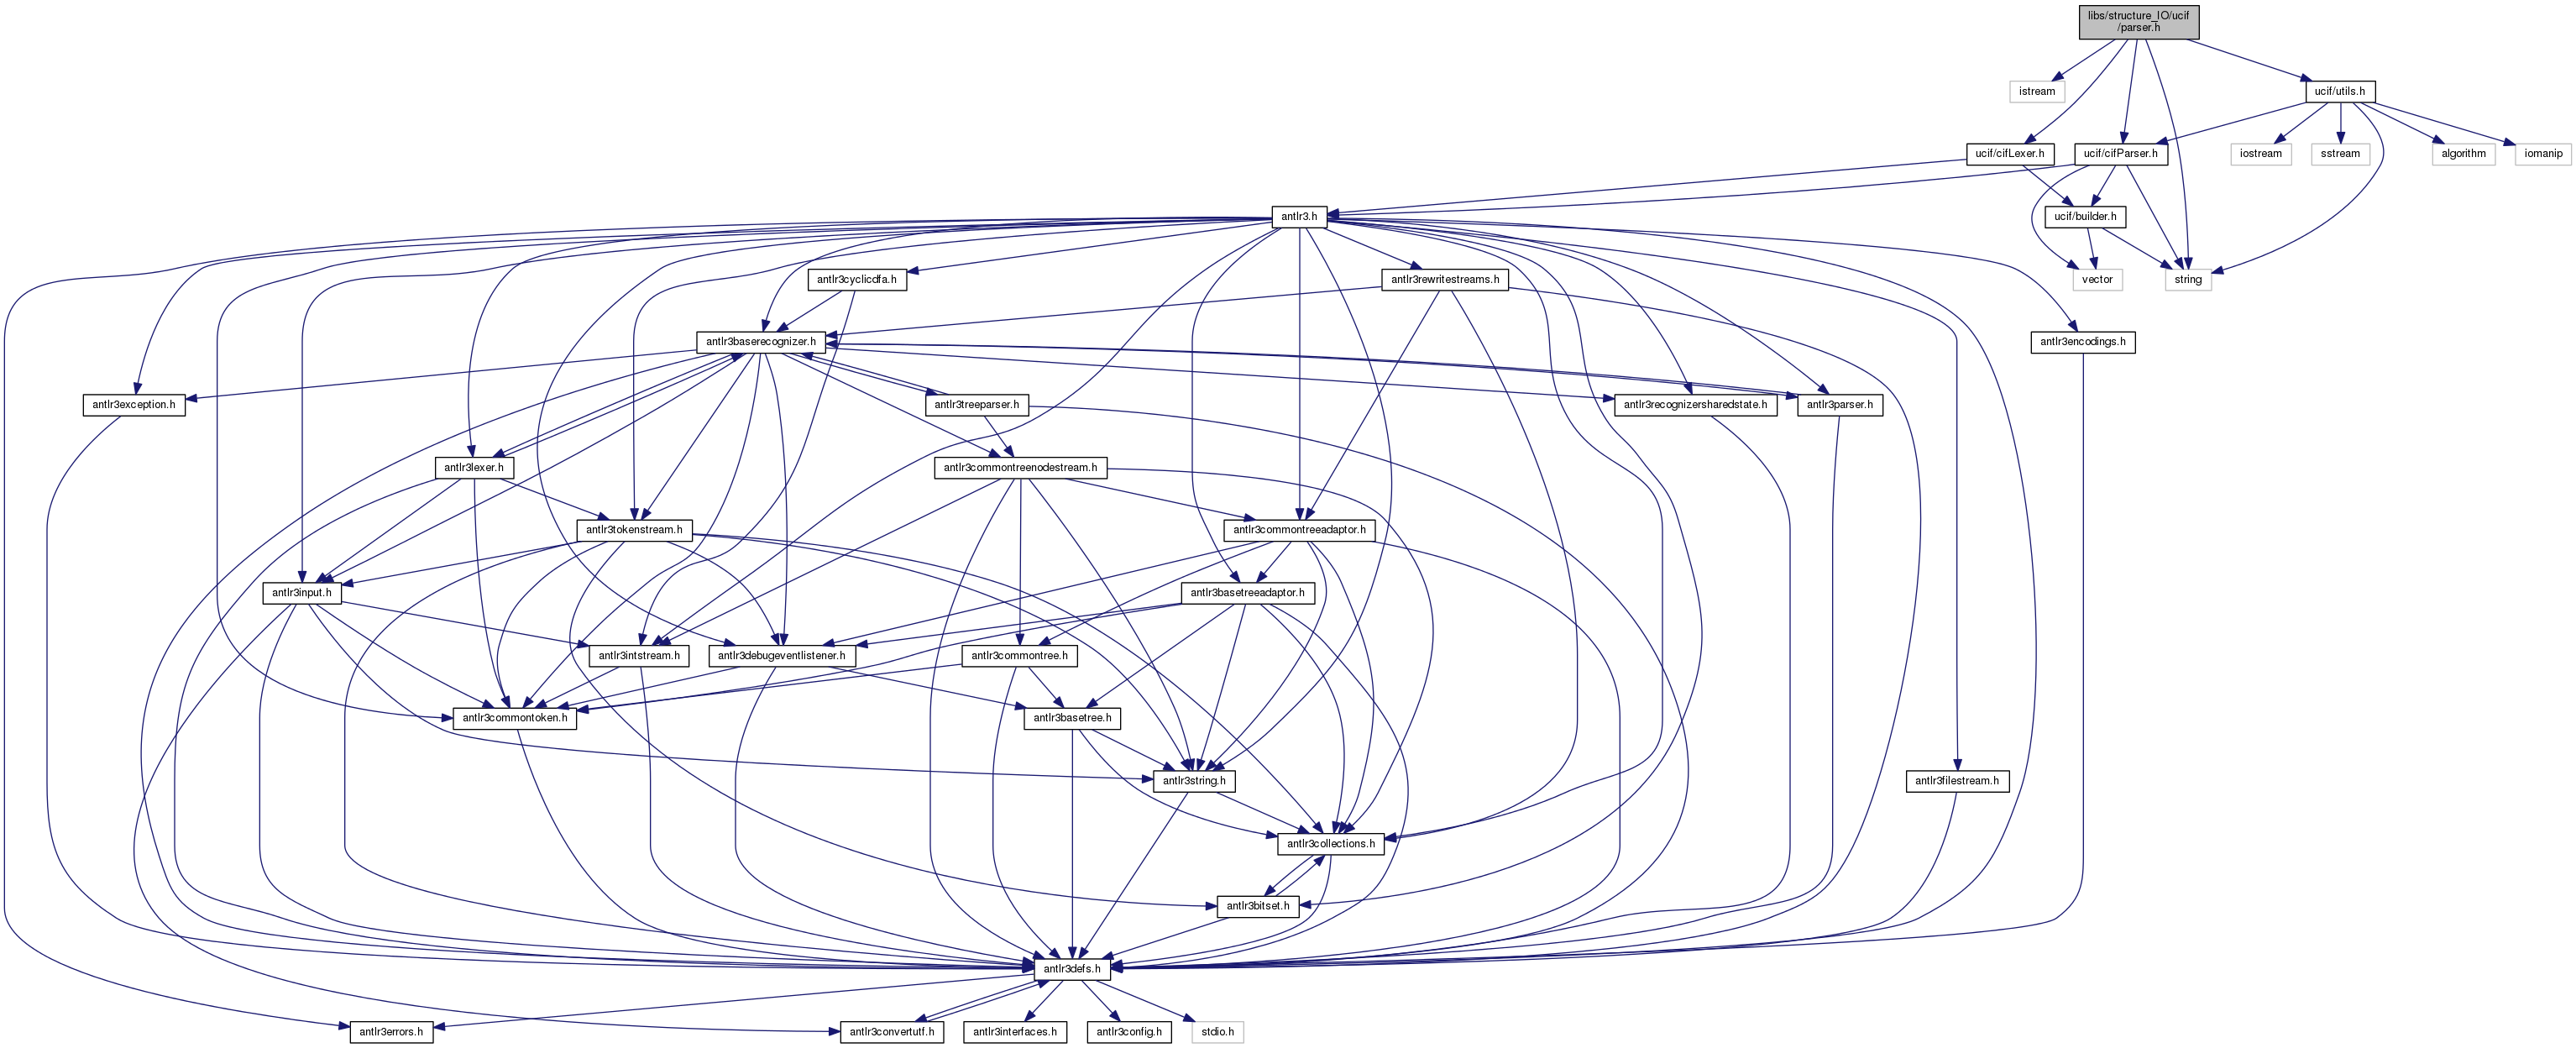 libs/structure_IO/ucif
/parser.h
istream
ucif/utils.h
ucif/cifLexer.h
ucif/cifParser.h
iostream
sstream
algorithm
iomanip
antlr3.h
ucif/builder.h
antlr3cyclicdfa.h
antlr3rewritestreams.h
vector
string
antlr3baserecognizer.h
antlr3encodings.h
antlr3exception.h
antlr3treeparser.h
antlr3recognizersharedstate.h
antlr3parser.h
antlr3lexer.h
antlr3commontreenodestream.h
antlr3tokenstream.h
antlr3commontreeadaptor.h
antlr3input.h
antlr3basetreeadaptor.h
antlr3intstream.h
antlr3debugeventlistener.h
antlr3commontree.h
antlr3commontoken.h
antlr3basetree.h
antlr3string.h
antlr3filestream.h
antlr3collections.h
antlr3bitset.h
antlr3defs.h
antlr3errors.h
antlr3convertutf.h
antlr3interfaces.h
antlr3config.h
stdio.h